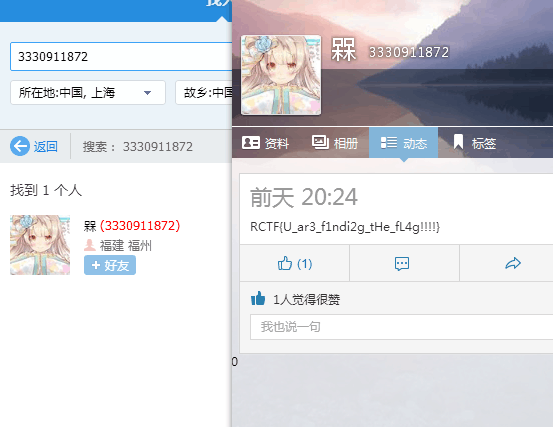 找人
3330911872
所在地:中国, 上海
故乡:中国
返回
搜索： 3330911872
找到 1 个人
槑 (3330911872)
福建 福州
+ 好友
槑 3330911872
资料
相册
动态
标签
前天 20:24
RCTF{U_ar3_f1ndi2g_tHe_fL4g!!!!}
(1)
1人觉得很赞
我也说一句
0